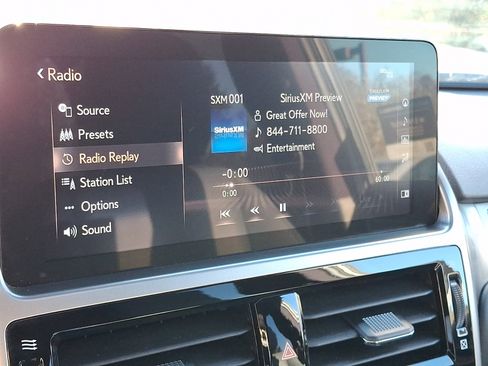 < Radio
Source
Presets
Radio Replay
Station List
Options
Sound
SXM 001
SiriusXM Preview
SiriusXM
Great Offer Now!
844-711-8800
Entertainment
PREVIEW
-0:00
0:00
60:00